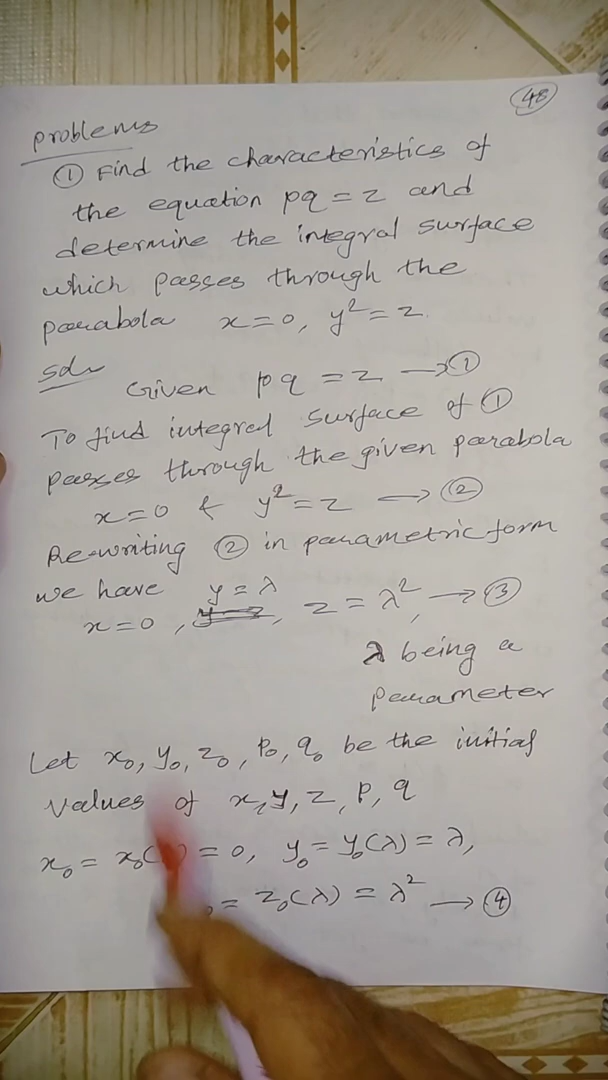 48
problems
① Find the characteristics of
the equation pq = z and
determine the integral surface
which passes through the
parabola x=0, y² = z.
Soln
Given pq = z →①
To find integral surface of ①
passes through the given parabola
x=0 & y² = z → ②
Re-writing ② in parametric form
we have y = λ
x=0, z = λ², → ③
λ being a
parameter
Let x₀, y₀, z₀, p₀, q₀ be the initial
values of x, y, z, p, q
x₀ = x₀( ) = 0, y₀ = y₀(λ) = λ,
₀ = z₀(λ) = λ² → ④